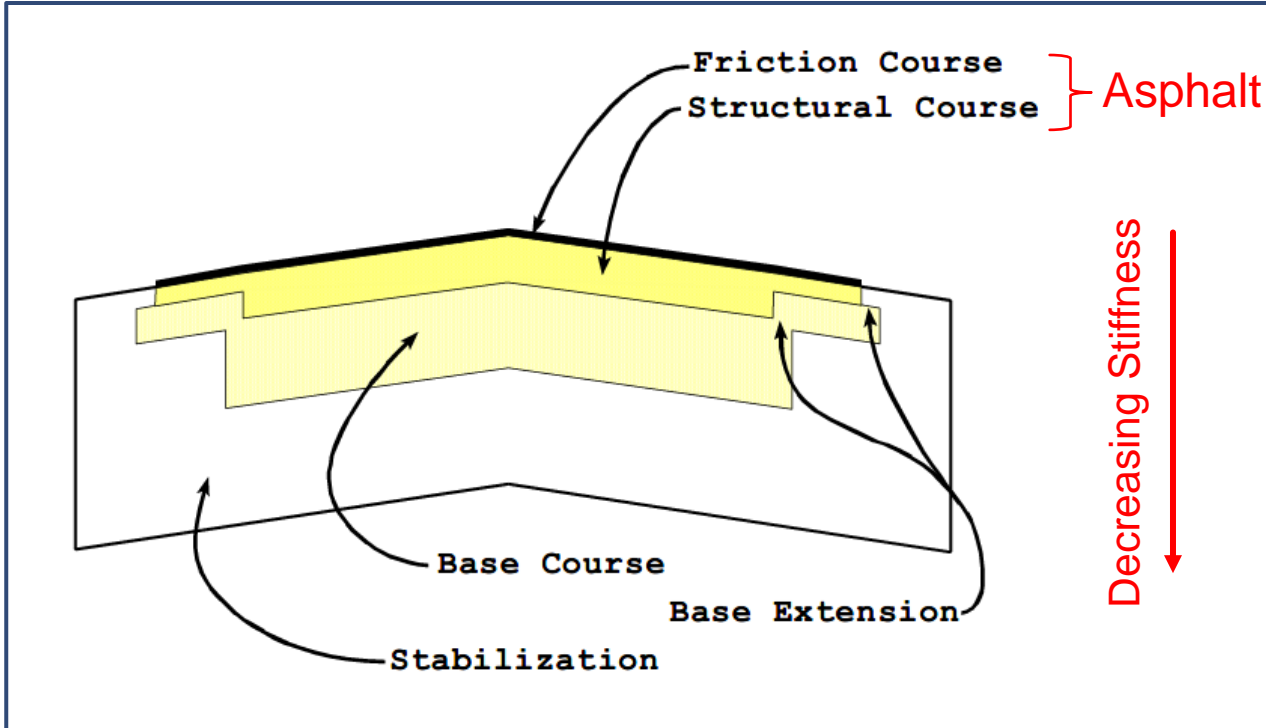 Friction Course
Structural Course
Asphalt
Decreasing Stiffness
Base Course
Base Extension
Stabilization